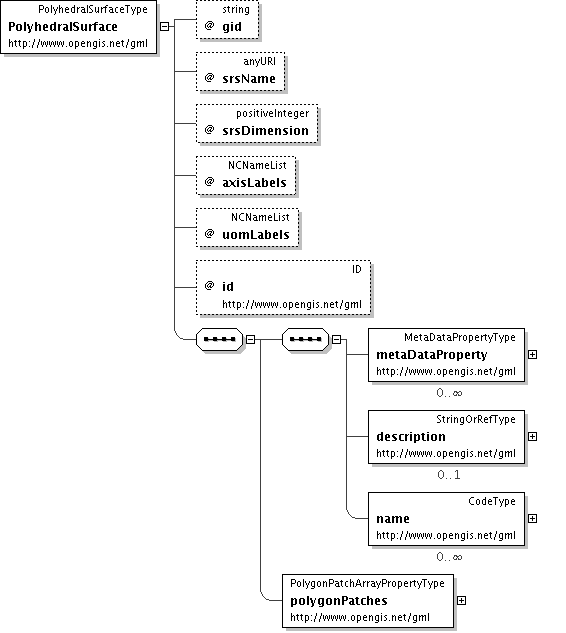 PolyhedralSurfaceType
PolyhedralSurface
http://www.opengis.net/gml
string
@ gid
anyURI
@ srsName
positiveInteger
@ srsDimension
NCNameList
@ axisLabels
NCNameList
@ uomLabels
ID
@ id
http://www.opengis.net/gml
MetaDataPropertyType
metaDataProperty
http://www.opengis.net/gml
0..∞
StringOrRefType
description
http://www.opengis.net/gml
0..1
CodeType
name
http://www.opengis.net/gml
0..∞
PolygonPatchArrayPropertyType
polygonPatches
http://www.opengis.net/gml